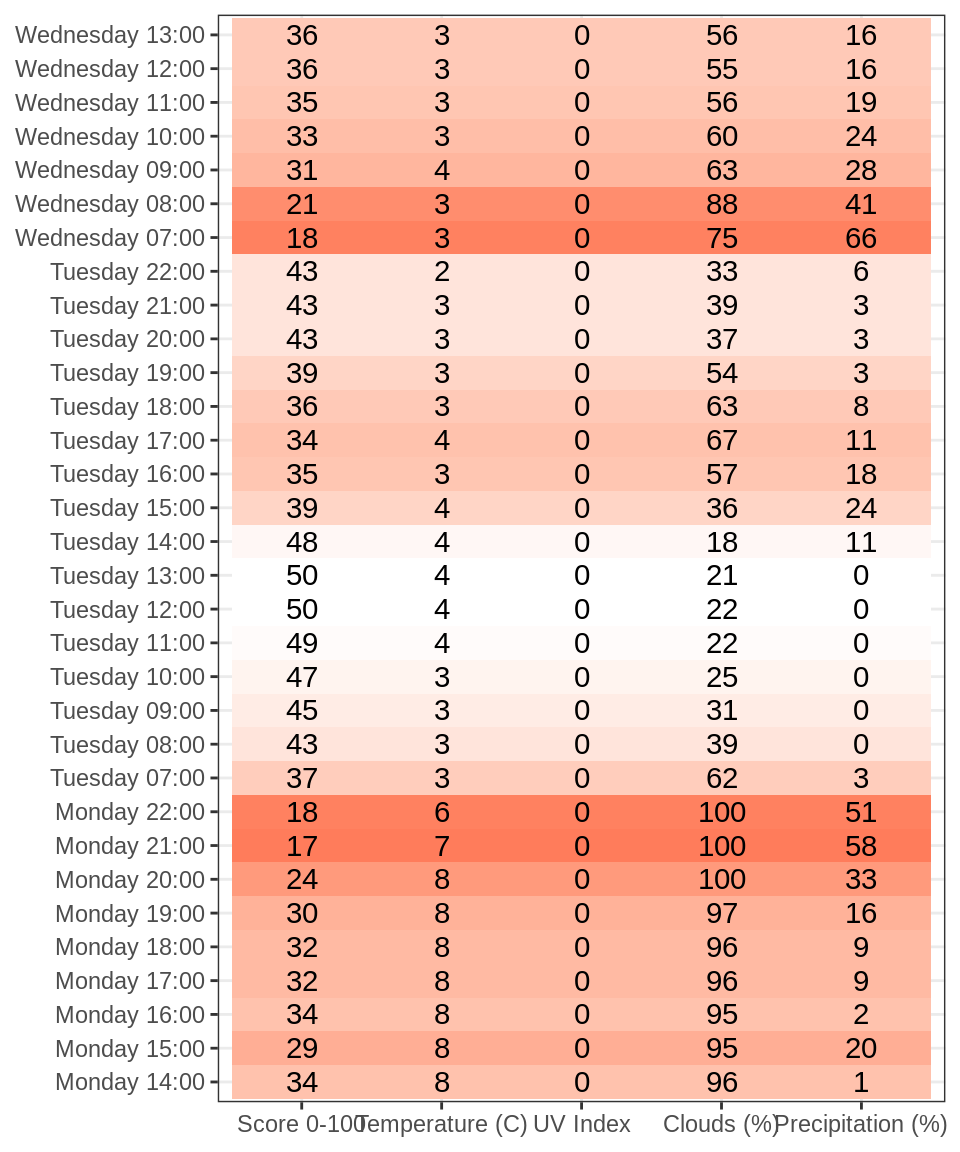 Wednesday 13:00 36 3 0 56 16
Wednesday 12:00 36 3 0 55 16
Wednesday 11:00 35 3 0 56 19
Wednesday 10:00 33 3 0 60 24
Wednesday 09:00 31 4 0 63 28
Wednesday 08:00 21 3 0 88 41
Wednesday 07:00 18 3 0 75 66
Tuesday 22:00 43 2 0 33 6
Tuesday 21:00 43 3 0 39 3
Tuesday 20:00 43 3 0 37 3
Tuesday 19:00 39 3 0 54 3
Tuesday 18:00 36 3 0 63 8
Tuesday 17:00 34 4 0 67 11
Tuesday 16:00 35 3 0 57 18
Tuesday 15:00 39 4 0 36 24
Tuesday 14:00 48 4 0 18 11
Tuesday 13:00 50 4 0 21 0
Tuesday 12:00 50 4 0 22 0
Tuesday 11:00 49 4 0 22 0
Tuesday 10:00 47 3 0 25 0
Tuesday 09:00 45 3 0 31 0
Tuesday 08:00 43 3 0 39 0
Tuesday 07:00 37 3 0 62 3
Monday 22:00 18 6 0 100 51
Monday 21:00 17 7 0 100 58
Monday 20:00 24 8 0 100 33
Monday 19:00 30 8 0 97 16
Monday 18:00 32 8 0 96 9
Monday 17:00 32 8 0 96 9
Monday 16:00 34 8 0 95 2
Monday 15:00 29 8 0 95 20
Monday 14:00 34 8 0 96 1
Score 0-100 Temperature (C) UV Index Clouds (%) Precipitation (%)